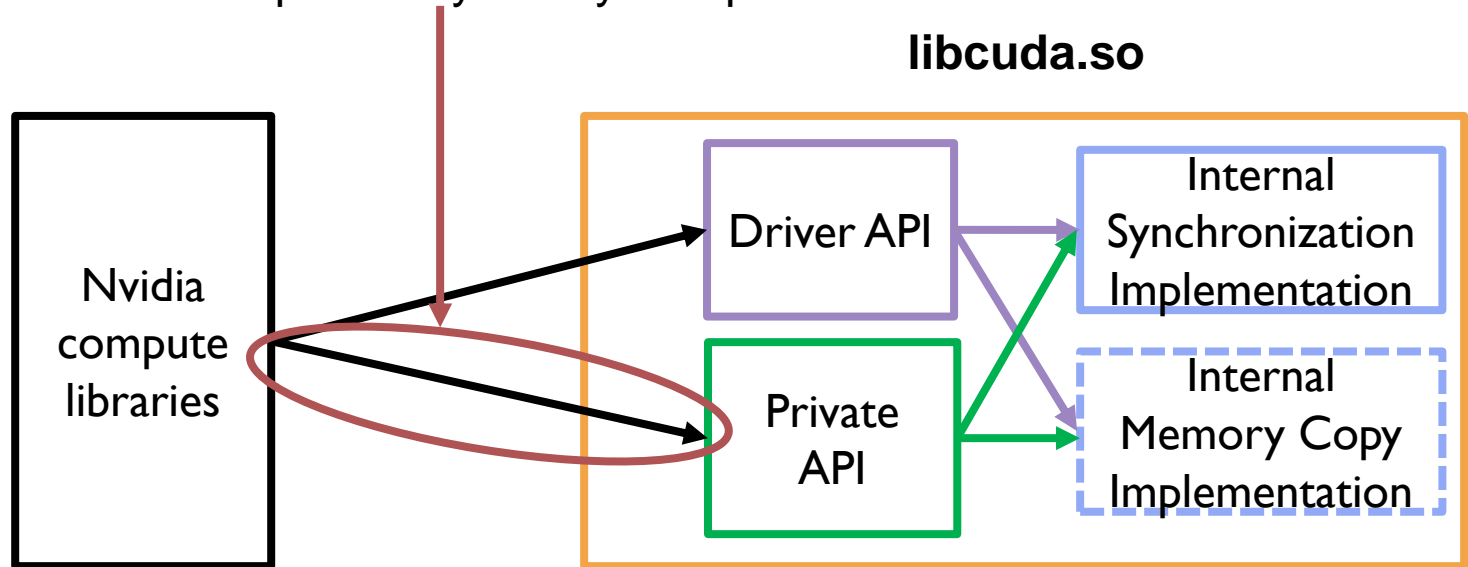 libcuda.so
Nvidia
compute
libraries
Driver API
Private
API
Internal
Synchronization
Implementation
Internal
Memory Copy
Implementation